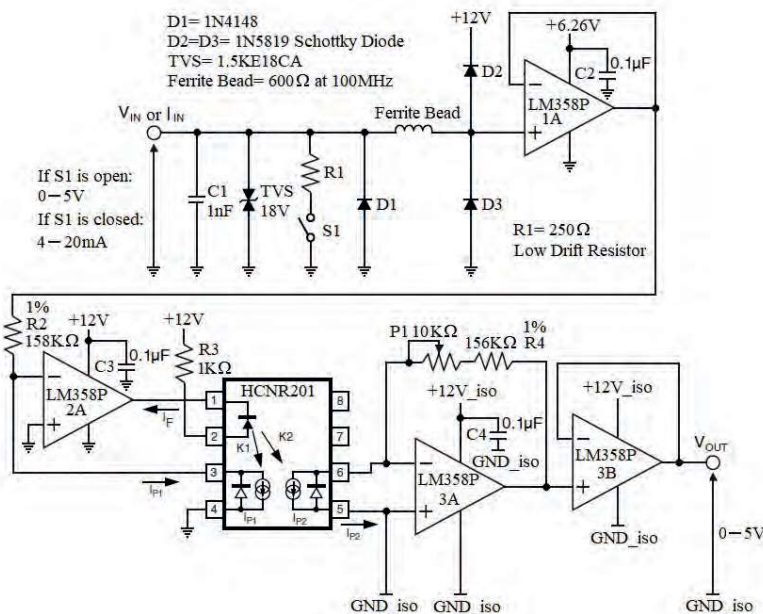 D1= 1N4148
D2=D3= 1N5819 Schottky Diode
TVS= 1.5KE18CA
Ferrite Bead= 600Ω at 100MHz
+12V
+6.26V
0.1µF
C2
D2
LM358P
1A
Ferrite Bead
VIN or IIN
If S1 is open:
0−5V
If S1 is closed:
4−20mA
C1
1nF
TVS
18V
R1
S1
D1
D3
R1= 250Ω
Low Drift Resistor
1%
R2
158KΩ
+12V
0.1µF
C3
LM358P
2A
+12V
R3
1KΩ
IF
HCNR201
1
2
3
4
8
7
6
5
K1
K2
IP1
IP2
IP1
IP2
P1 10KΩ
156KΩ
1%
R4
+12V_iso
0.1µF
C4
GND_iso
LM358P
3A
+12V_iso
LM358P
3B
GND_iso
VOUT
0−5V
GND_iso
GND_iso
GND_iso